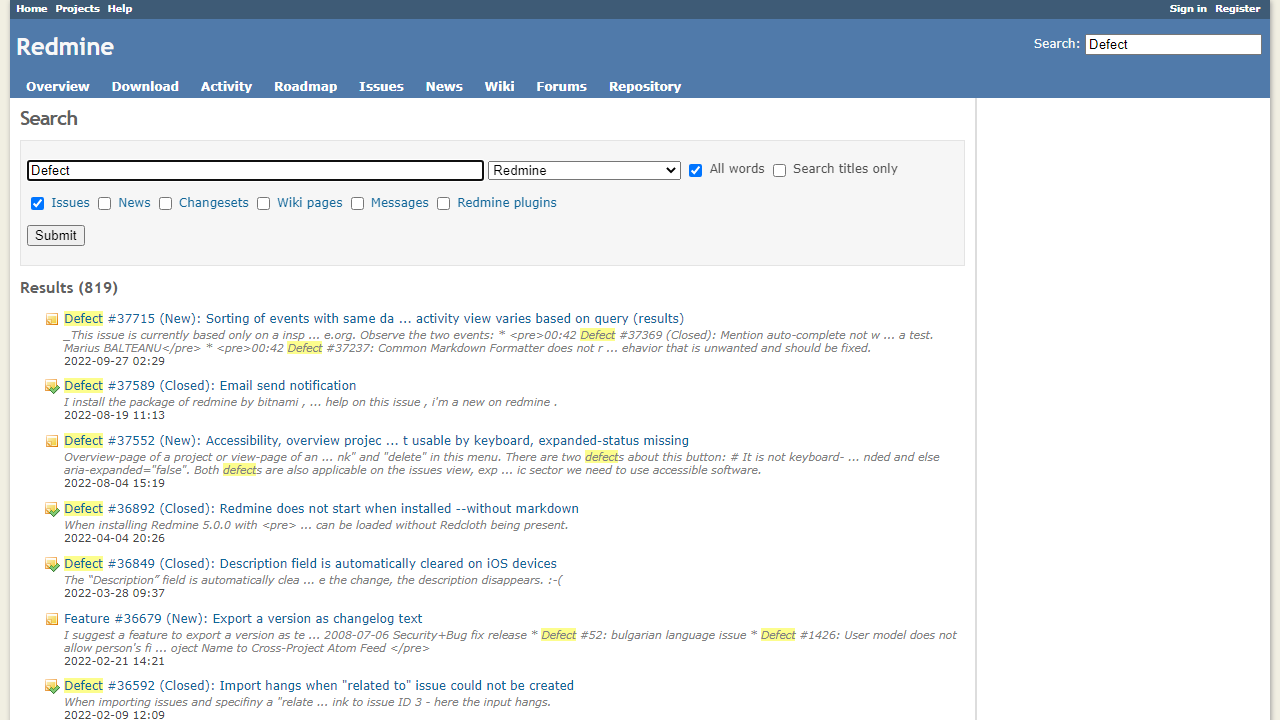 Home Projects Help Sign in Register
Redmine
Search: Defect
Overview Download Activity Roadmap Issues News Wiki Forums Repository
Search
Defect Redmine All words Search titles only
Issues News Changesets Wiki pages Messages Redmine plugins
Submit
Results (819)
Defect #37715 (New): Sorting of events with same da ... activity view varies based on query (results)
_This issue is currently based only on a insp ... e.org. Observe the two events: * <pre>00:42 Defect #37369 (Closed): Mention auto-complete not w ... a test.
Marius BALTEANU</pre> * <pre>00:42 Defect #37237: Common Markdown Formatter does not r ... ehavior that is unwanted and should be fixed.
2022-09-27 02:29
Defect #37589 (Closed): Email send notification
I install the package of redmine by bitnami , ... help on this issue , i'm a new on redmine .
2022-08-19 11:13
Defect #37552 (New): Accessibility, overview projec ... t usable by keyboard, expanded-status missing
Overview-page of a project or view-page of an ... nk" and "delete" in this menu. There are two defects about this button: # It is not keyboard- ... nded and else
aria-expanded="false". Both defects are also applicable on the issues view, exp ... ic sector we need to use accessible software.
2022-08-04 15:19
Defect #36892 (Closed): Redmine does not start when installed --without markdown
When installing Redmine 5.0.0 with <pre> ... can be loaded without Redcloth being present.
2022-04-04 20:26
Defect #36849 (Closed): Description field is automatically cleared on iOS devices
The “Description” field is automatically clea ... e the change, the description disappears. :-(
2022-03-28 09:37
Feature #36679 (New): Export a version as changelog text
I suggest a feature to export a version as te ... 2008-07-06 Security+Bug fix release * Defect #52: bulgarian language issue * Defect #1426: User model does not
allow person's fi ... oject Name to Cross-Project Atom Feed </pre>
2022-02-21 14:21
Defect #36592 (Closed): Import hangs when "related to" issue could not be created
When importing issues and specifiny a "relate ... ink to issue ID 3 - here the input hangs.
2022-02-09 12:09